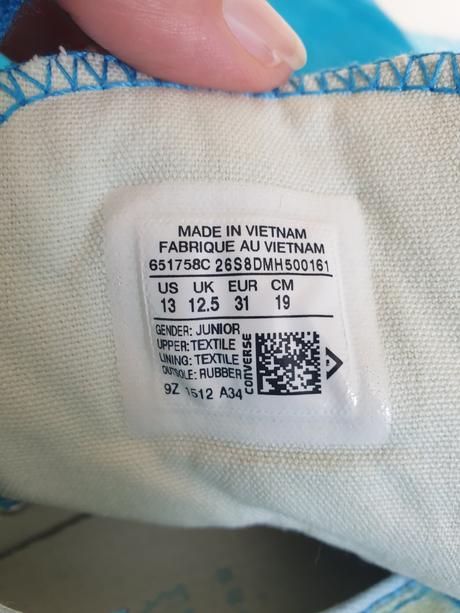 MADE IN VIETNAM
FABRIQUE AU VIETNAM
651758C 26S8DMH500161
US UK EUR CM
13 12.5 31 19
GENDER: JUNIOR
UPPER: TEXTILE
LINING: TEXTILE
OUTSOLE: RUBBER
CONVERSE
9Z 1512 A34